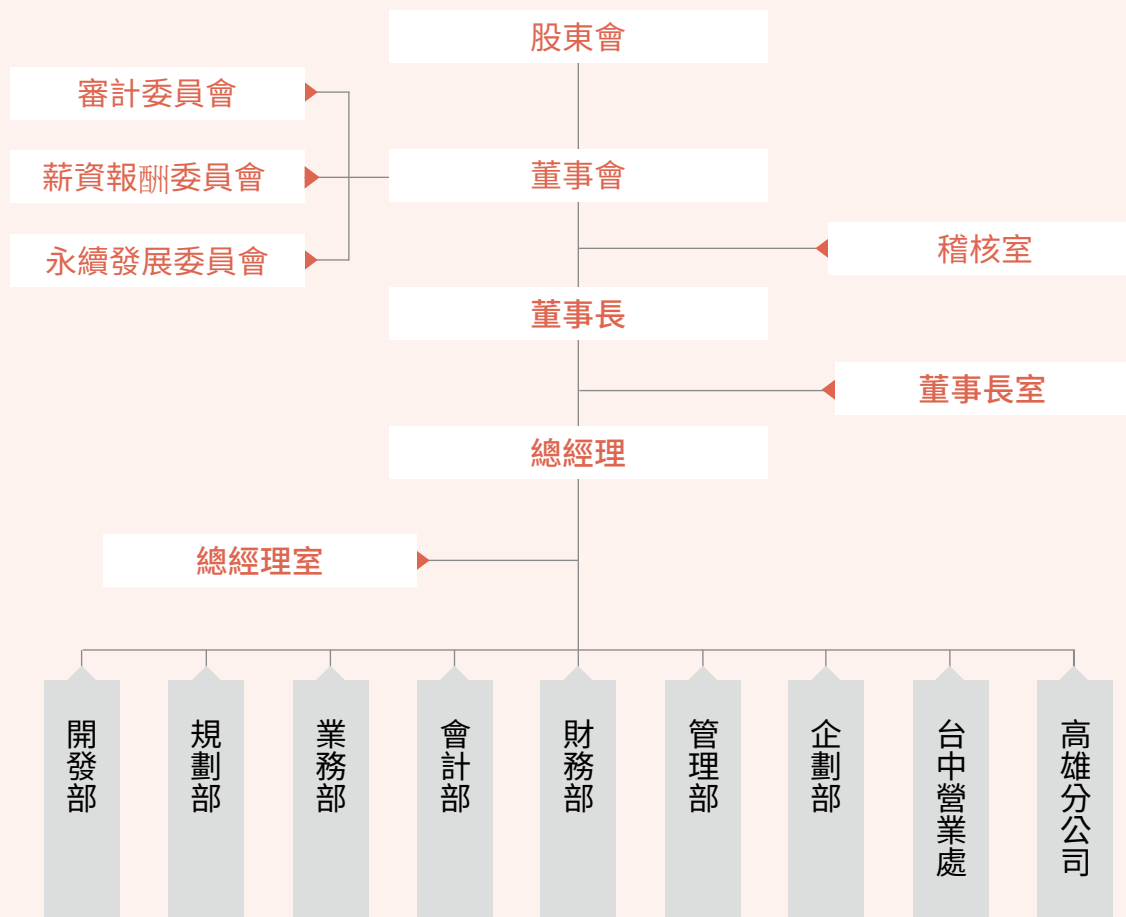 股東會
審計委員會
薪資報酬委員會
董事會
永續發展委員會
稽核室
董事長
董事長室
總經理
總經理室
開發部
規劃部
業務部
會計部
財務部
管理部
企劃部
台中營業處
高雄分公司